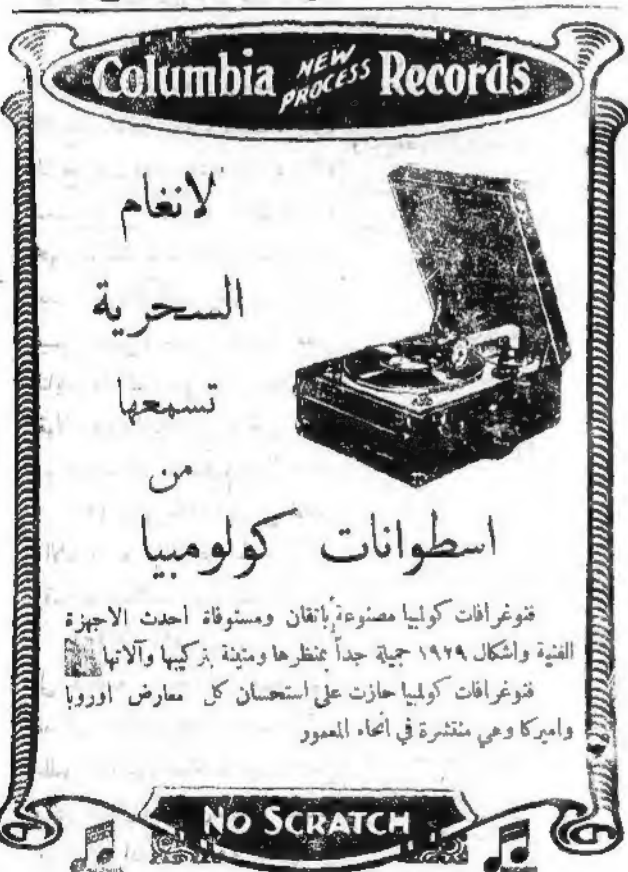 Columbia NEW PROCESS Records
لانغام
السحرية
تسمعها
من
اسطوانات كولومبيا
فنوغرافات كولمبيا مصنوعة بأتقان ومستوفاة احدث الاجهزة
الفنية واشكال ١٩٢٩ جميلة جداً بمنظرها ومتينة بتركيبها وآلاتها
فنوغرافات كولمبيا حازت على استحسان كل معارض اوروبا
واميركا وهي منتشرة في انحاء المعمور
NO SCRATCH